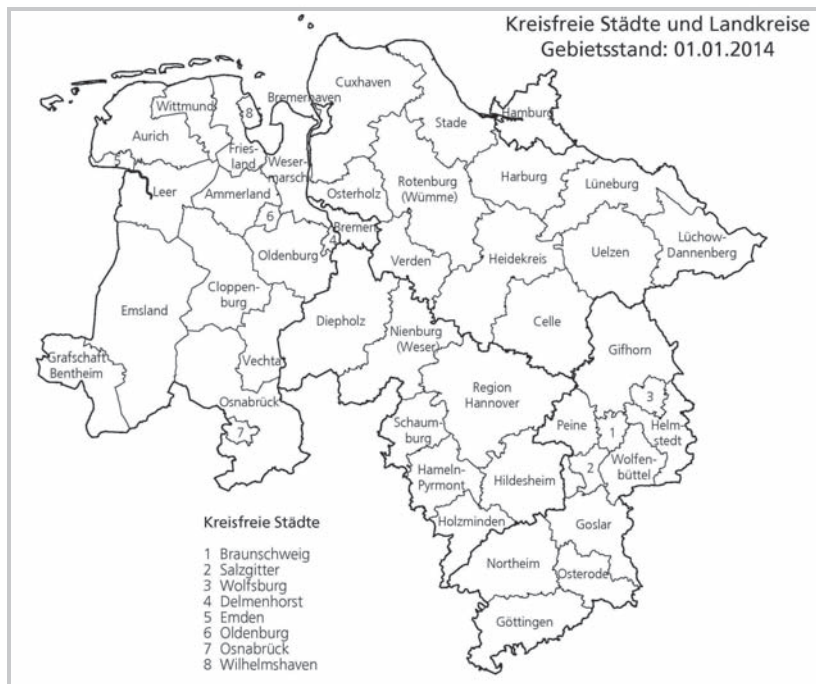 Kreisfreie Städte und Landkreise
Gebietsstand: 01.01.2014
Cuxhaven
Bremerhaven
Hamburg
Wittmund
8
Stade
Aurich
Fries-
land
Weser-
marsch
5
Harburg
Lüneburg
Leer
Ammerland
Osterholz
Rotenburg
(Wümme)
6
Bremen
4
Lüchow-
Dannenberg
Oldenburg
Verden
Heidekreis
Uelzen
Cloppen-
burg
Emsland
Diepholz
Nienburg
(Weser)
Celle
Gifhorn
Grafschaft
Bentheim
Vechta
Region
Hannover
Osnabrück
3
7
Schaum-
burg
Peine
1
Helm-
stedt
Wolfen-
büttel
2
Hameln-
Pyrmont
Hildesheim
Holzminden
Goslar
Northeim
Osterode
Göttingen
Kreisfreie Städte
1 Braunschweig
2 Salzgitter
3 Wolfsburg
4 Delmenhorst
5 Emden
6 Oldenburg
7 Osnabrück
8 Wilhelmshaven